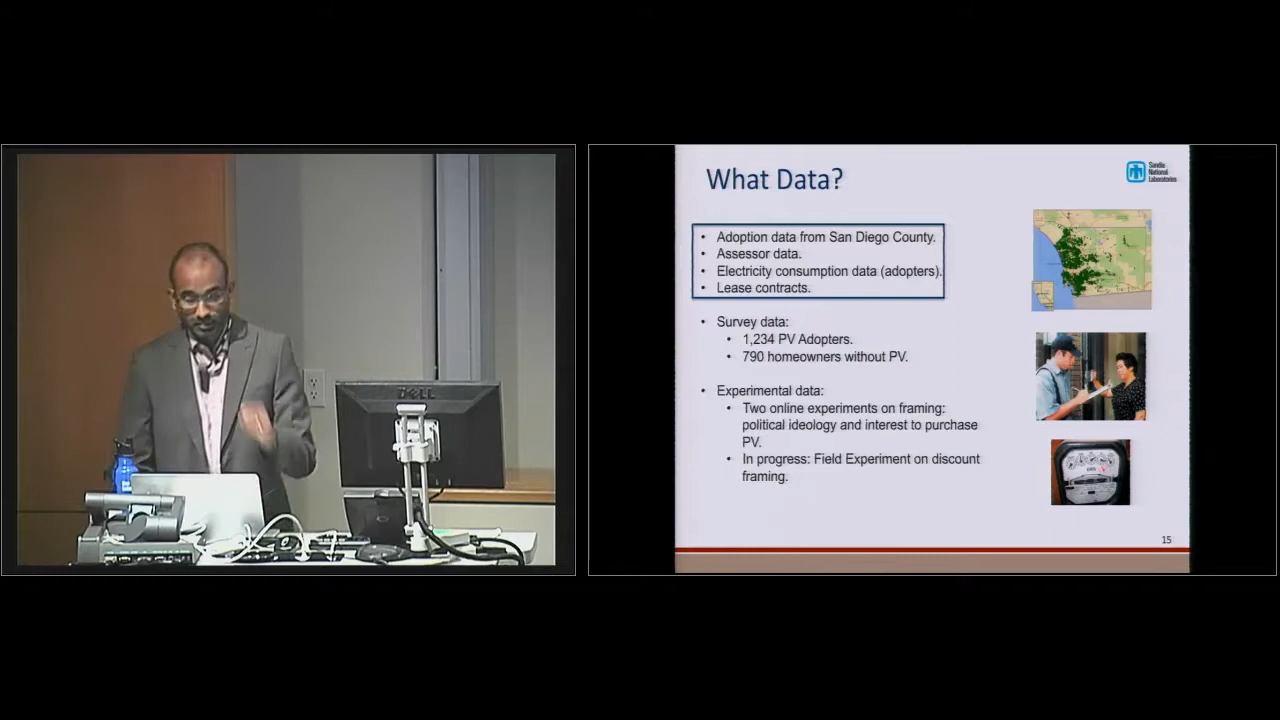 DELL
What Data?
Sandia
National
Laboratories
• Adoption data from San Diego County.
• Assessor data.
• Electricity consumption data (adopters).
• Lease contracts.
• Survey data:
• 1,234 PV Adopters.
• 790 homeowners without PV.
• Experimental data:
• Two online experiments on framing:
political ideology and interest to purchase
PV.
• In progress: Field Experiment on discount
framing.
15